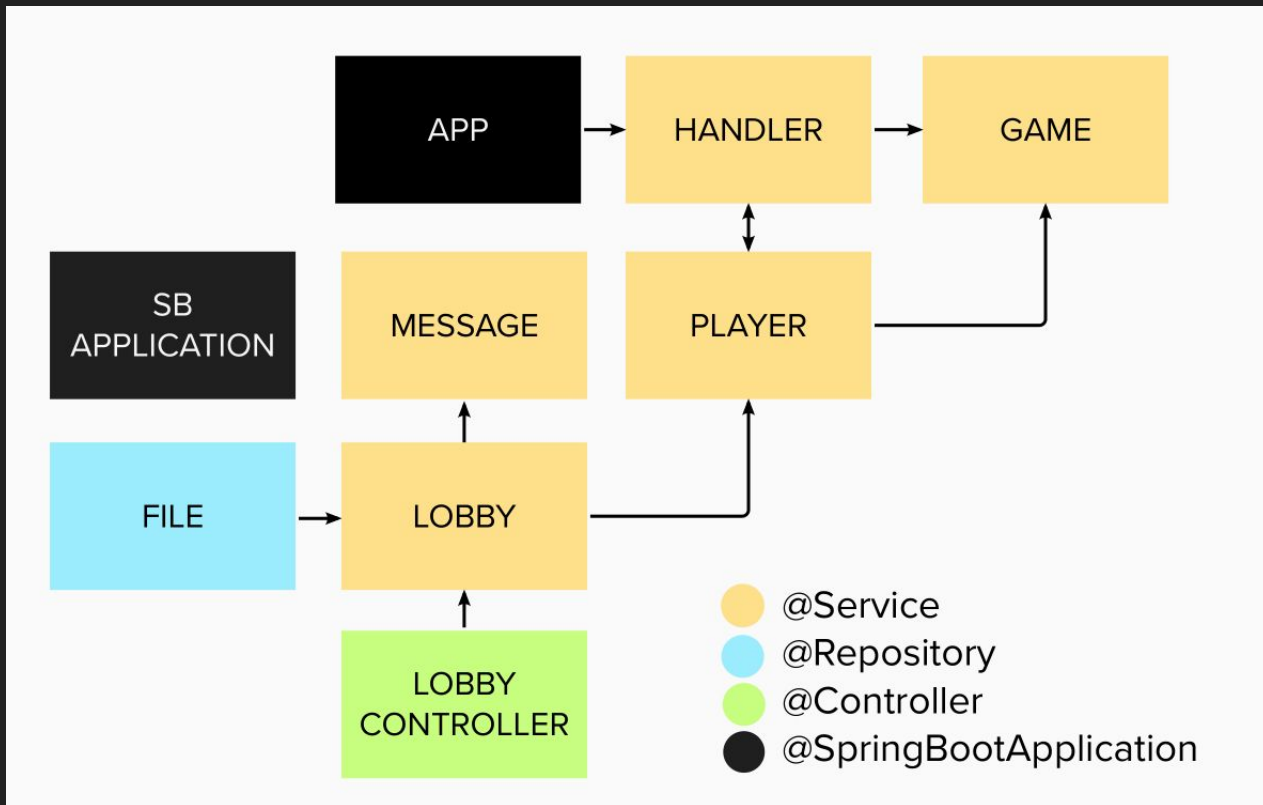 APP
HANDLER
GAME
SB
APPLICATION
MESSAGE
PLAYER
FILE
LOBBY
LOBBY
CONTROLLER
@Service
@Repository
@Controller
@SpringBootApplication